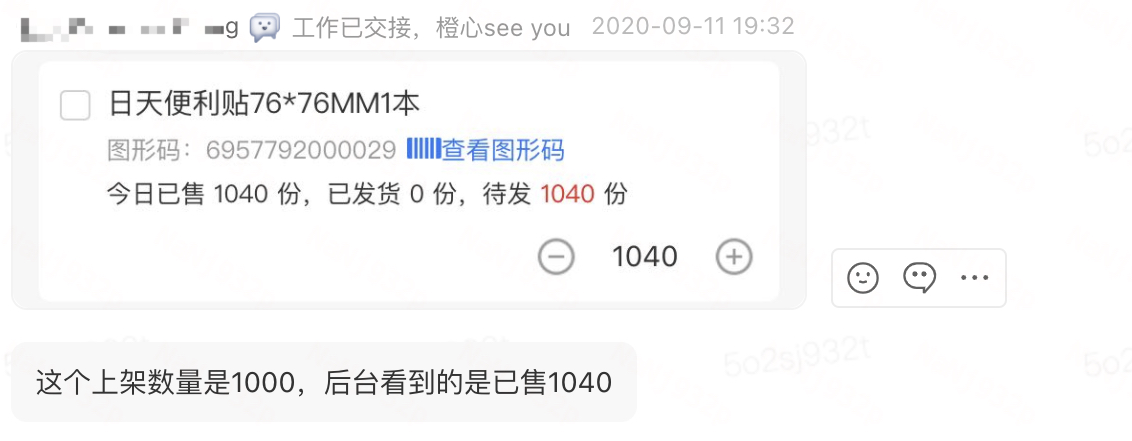 g 工作已交接，橙心see you 2020-09-11 19:32
日天便利贴76*76MM1本
图形码：6957792000029 查看图形码
今日已售 1040 份，已发货 0 份，待发 1040 份
1040
这个上架数量是1000，后台看到的是已售1040
5o2sj932t